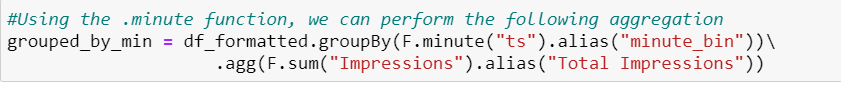 #Using the .minute function, we can perform the following aggregation
grouped_by_min = df_formatted.groupBy(F.minute("ts").alias("minute_bin"))\
.agg(F.sum("Impressions").alias("Total Impressions"))